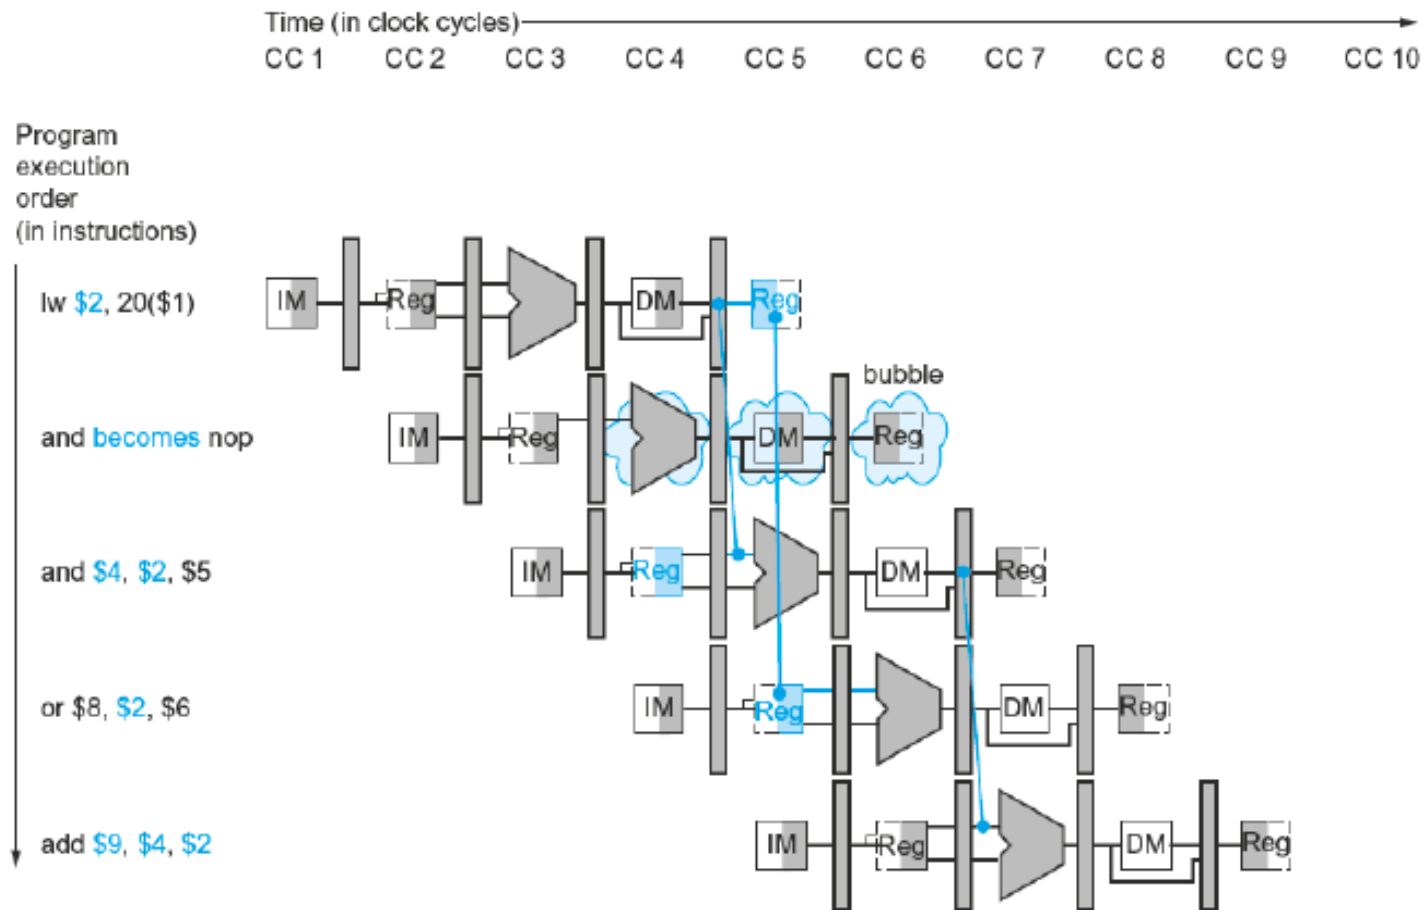 Time (in clock cycles)
CC 1 CC 2 CC 3 CC 4 CC 5 CC 6 CC 7 CC 8 CC 9 CC 10
Program
execution
order
(in instructions)
lw $2, 20($1) IM Reg DM Reg
bubble
and becomes nop IM Reg DM Reg
and $4, $2, $5 IM Reg DM Reg
or $8, $2, $6 IM Reg DM Reg
add $9, $4, $2 IM Reg DM Reg